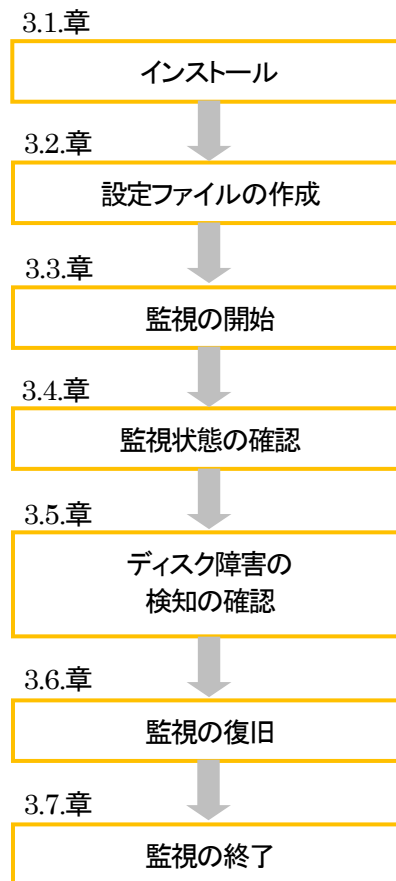 3.1.章
インストール
3.2.章
設定ファイルの作成
3.3.章
監視の開始
3.4.章
監視状態の確認
3.5.章
ディスク障害の
検知の確認
3.6.章
監視の復旧
3.7.章
監視の終了